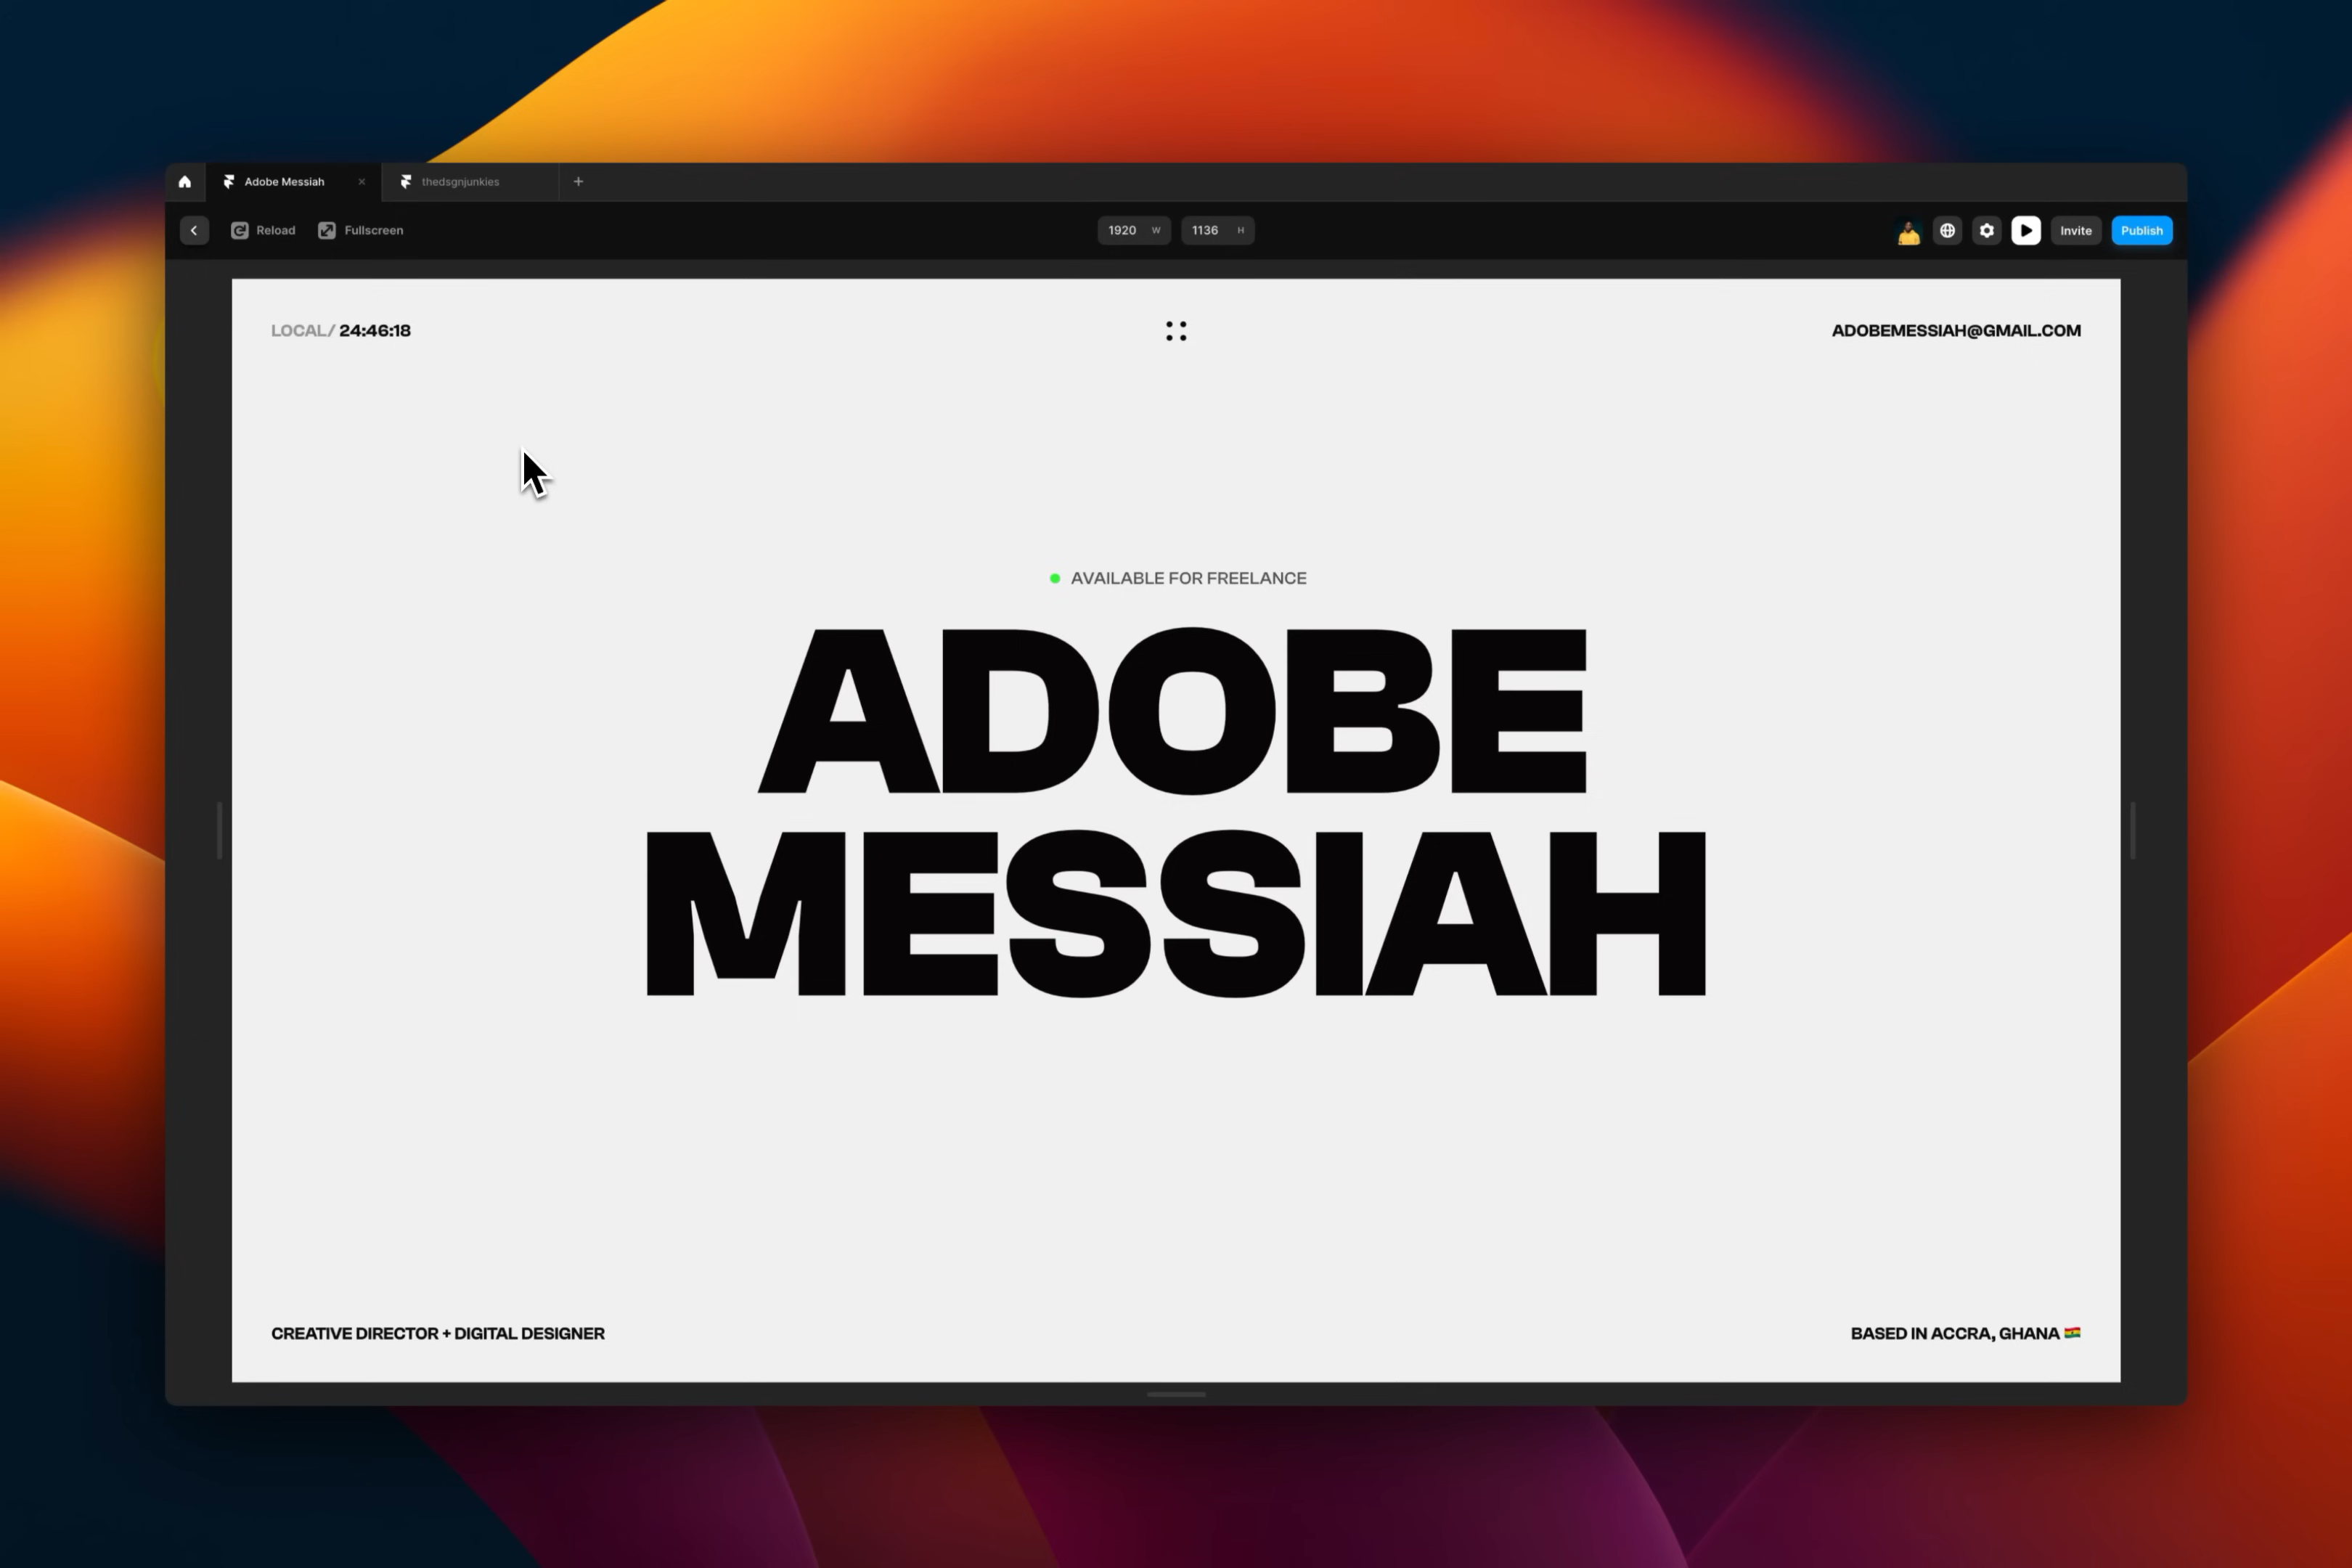 Adobe Messiah
thedsgnjunkies
Reload Fullscreen 1920 W 1136 H Invite Publish
LOCAL/ 24:46:18
ADOBEMESSIAH@GMAIL.COM
AVAILABLE FOR FREELANCE
ADOBE
MESSIAH
CREATIVE DIRECTOR + DIGITAL DESIGNER
BASED IN ACCRA, GHANA 🇬🇭